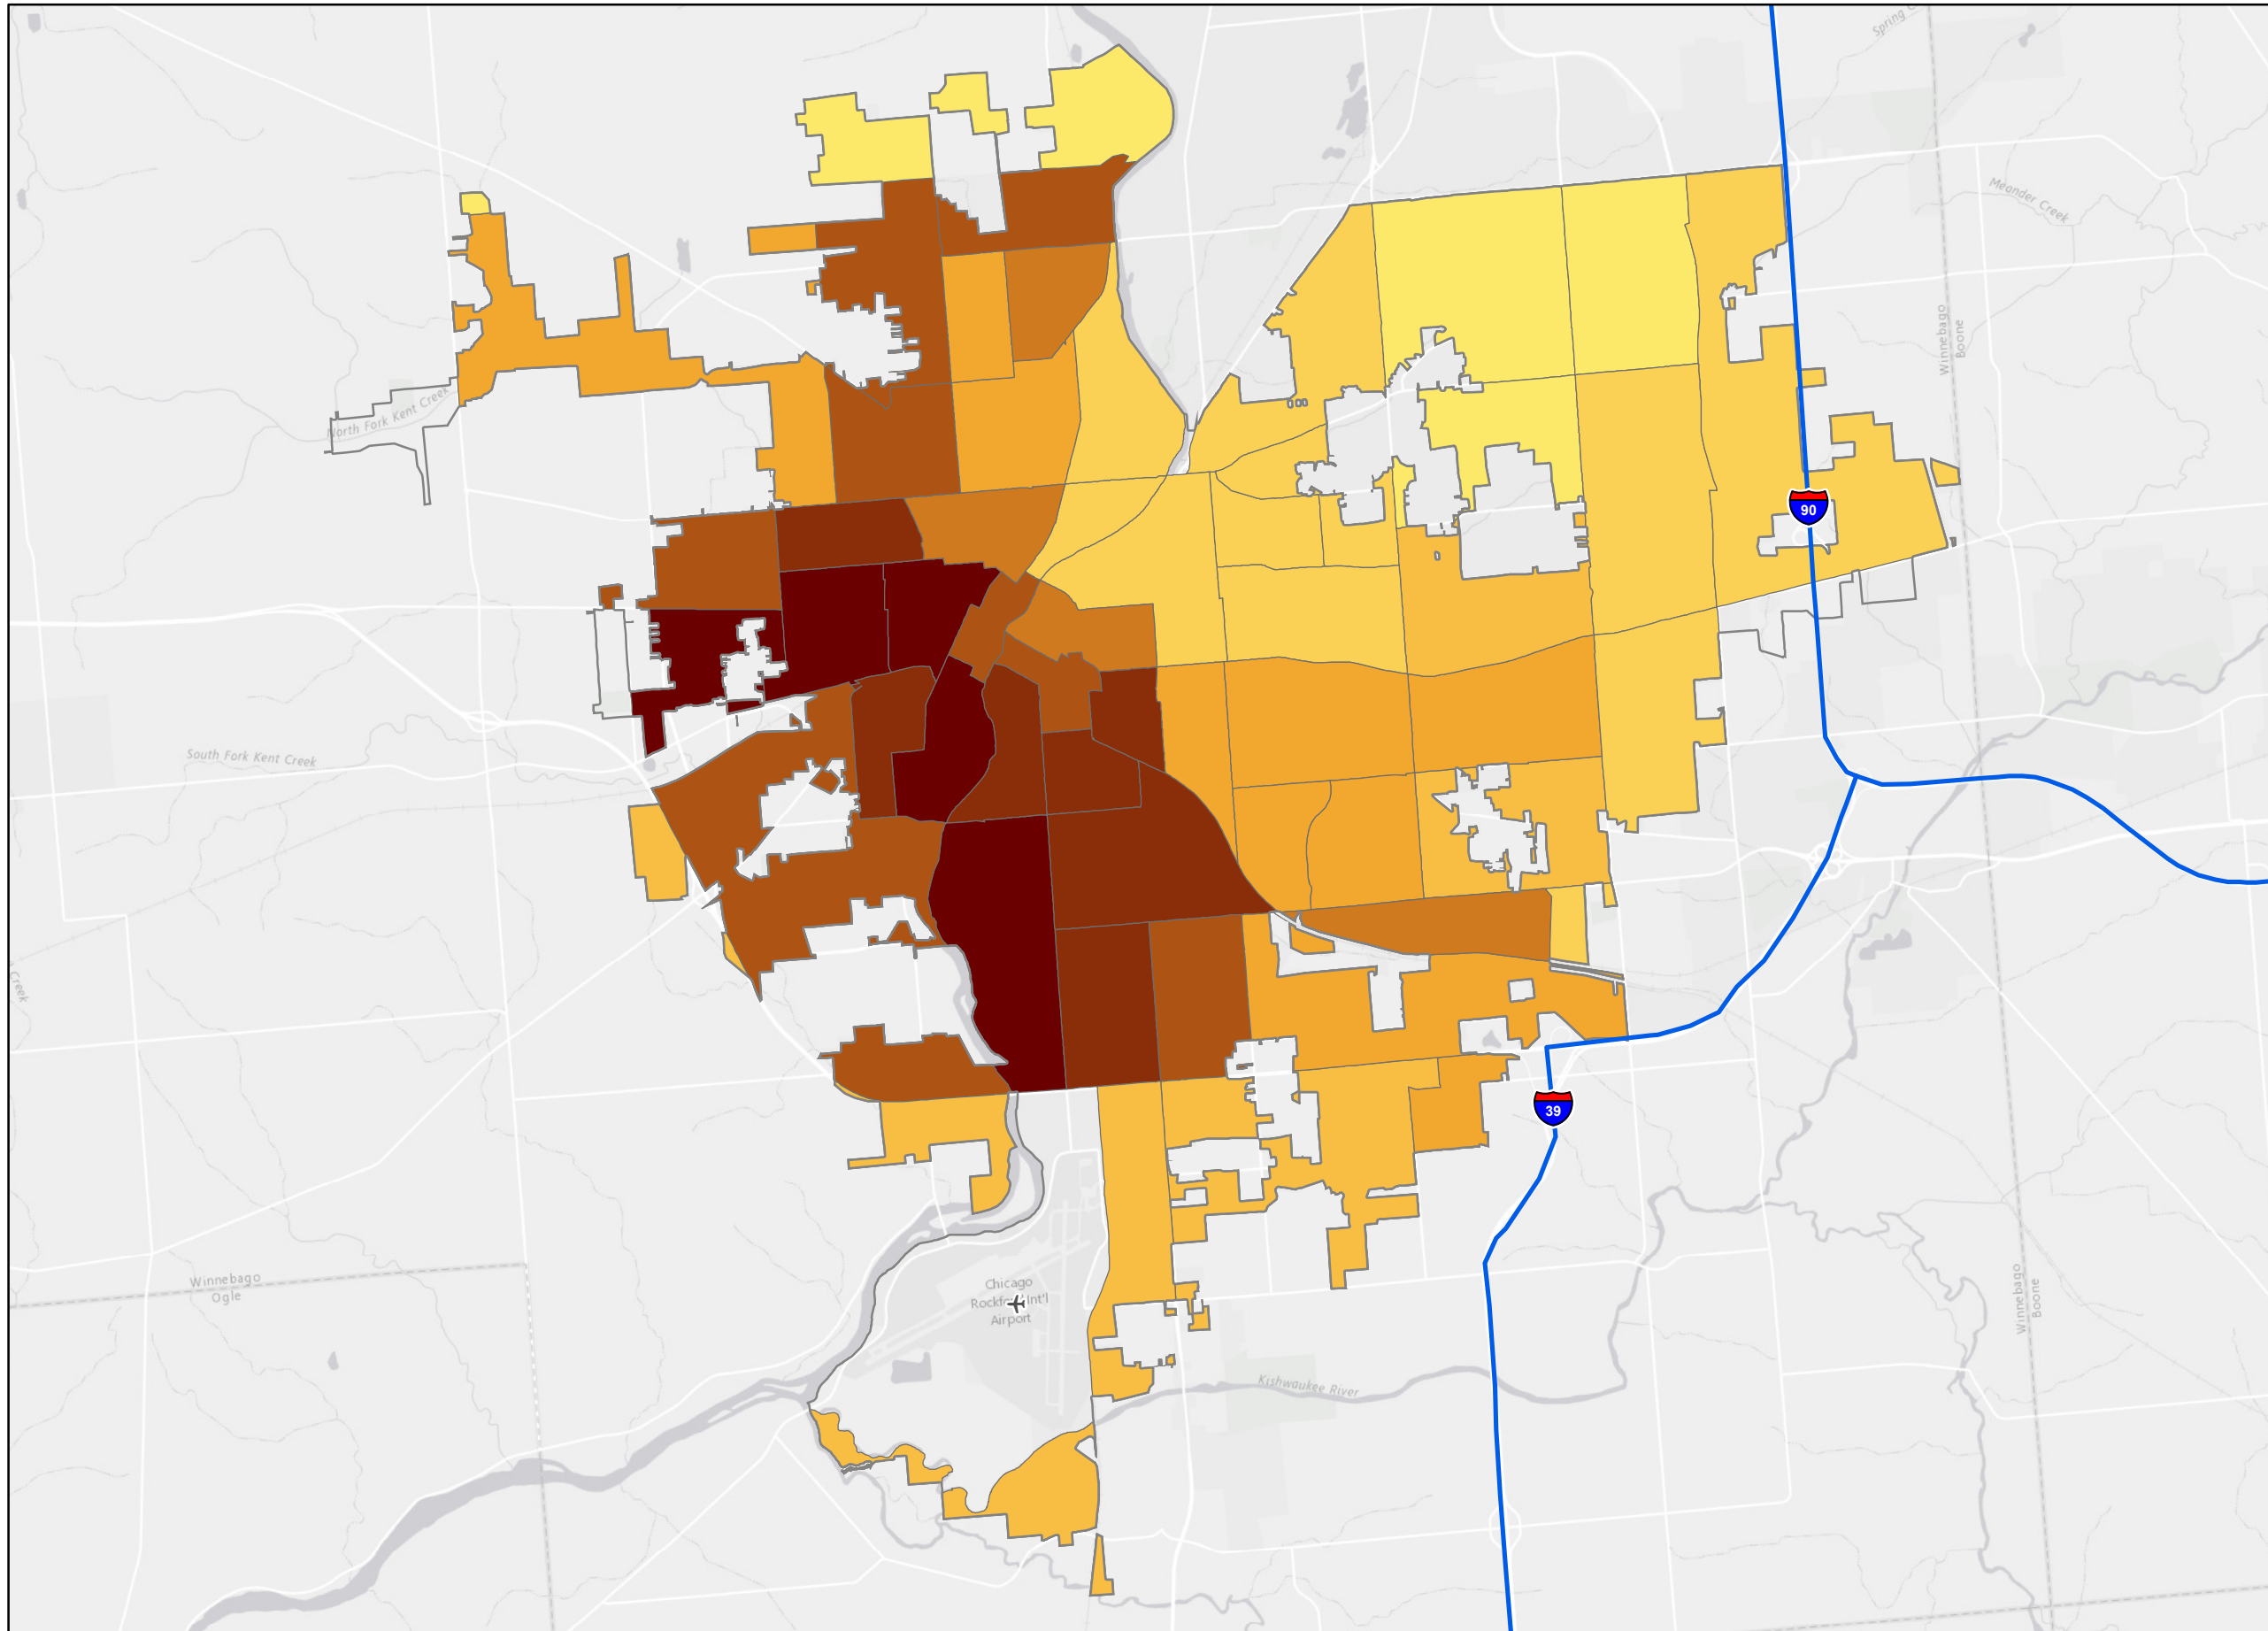 Spring C
Meander Creek
Winnebago
Boone
North Fork Kent Creek
90
South Fork Kent Creek
Creek
39
Winnebago
Ogle
Chicago
Rockford Int'l
Airport
Winnebago
Boone
Kishwaukee River